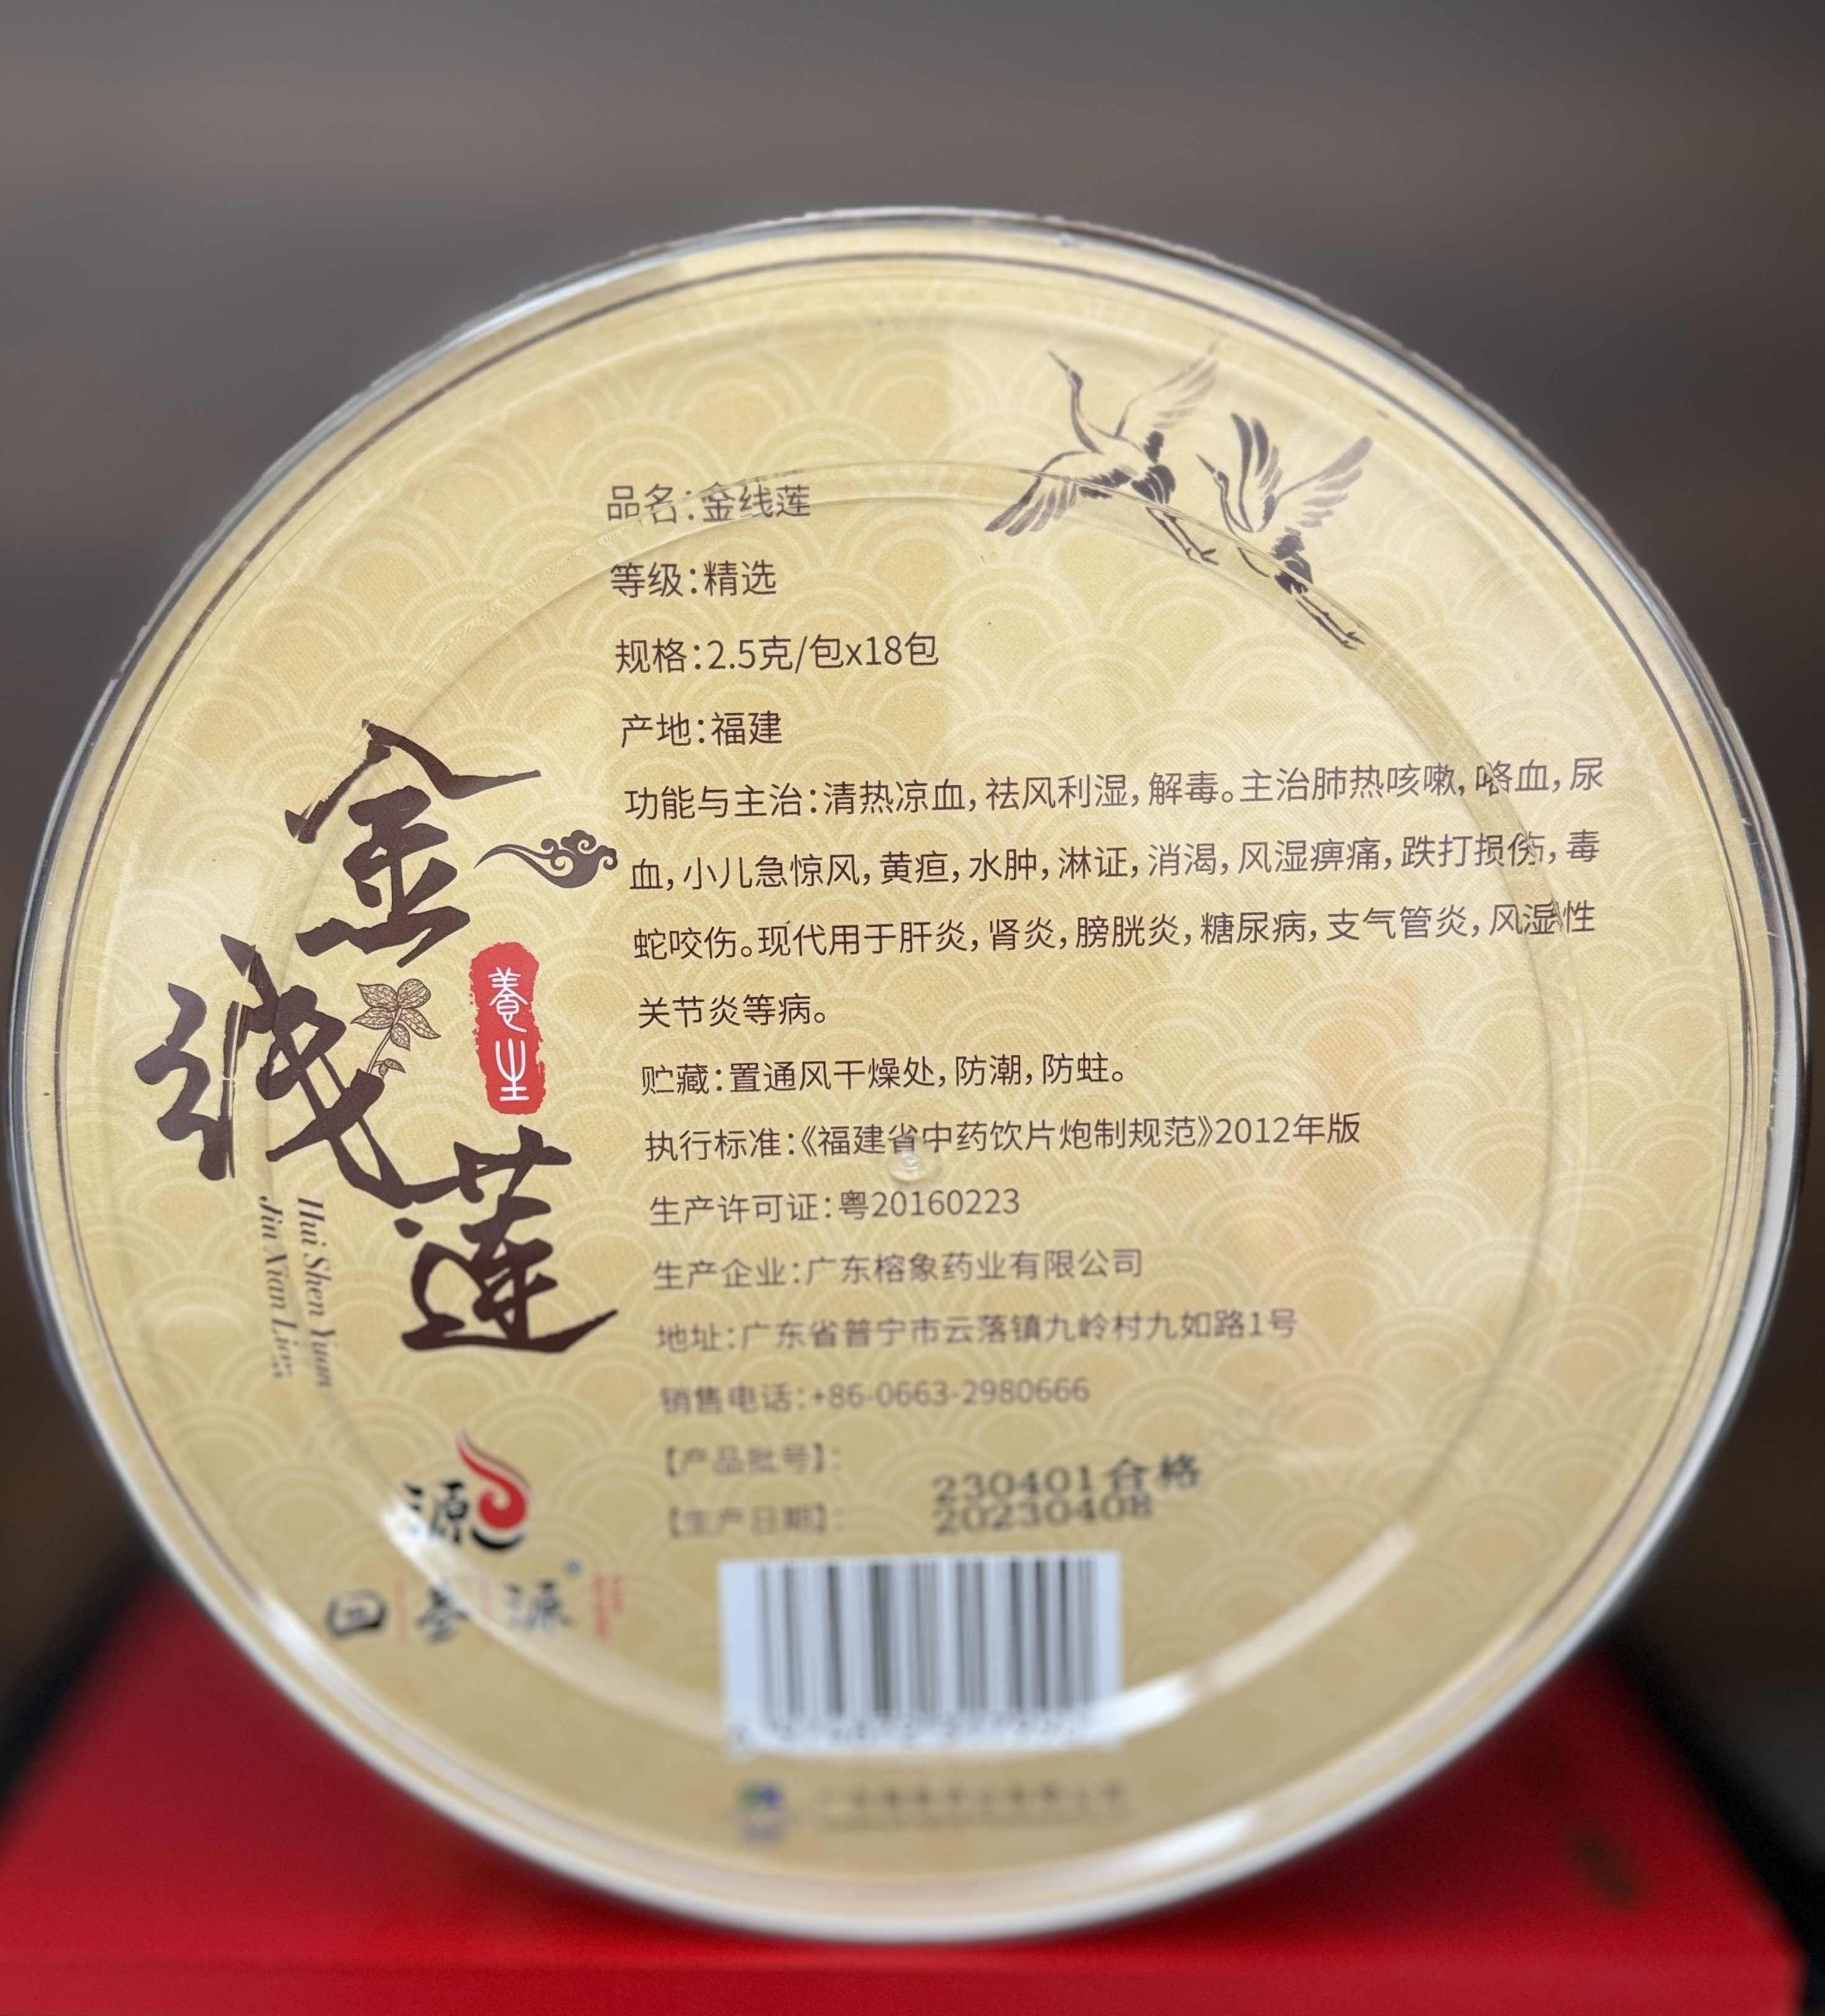 品名：金线莲
等级：精选
规格：2.5克/包x18包
产地：福建
功能与主治：清热凉血，祛风利湿，解毒。主治肺热咳嗽，咯血，尿
血，小儿急惊风，黄疸，水肿，淋证，消渴，风湿痹痛，跌打损伤，毒
蛇咬伤。现代用于肝炎，肾炎，膀胱炎，糖尿病，支气管炎，风湿性
关节炎等病。
贮藏：置通风干燥处，防潮，防蛀。
执行标准：《福建省中药饮片炮制规范》2012年版
生产许可证：粤20160223
生产企业：广东榕象药业有限公司
地址：广东省普宁市云落镇九岭村九如路1号
销售电话：+86-0663-2980666
【产品批号】：
230401合格
【生产日期】：
20230408
金线莲
養生
Hui Shen Yuan
Jin Xian Lian
源
回参源